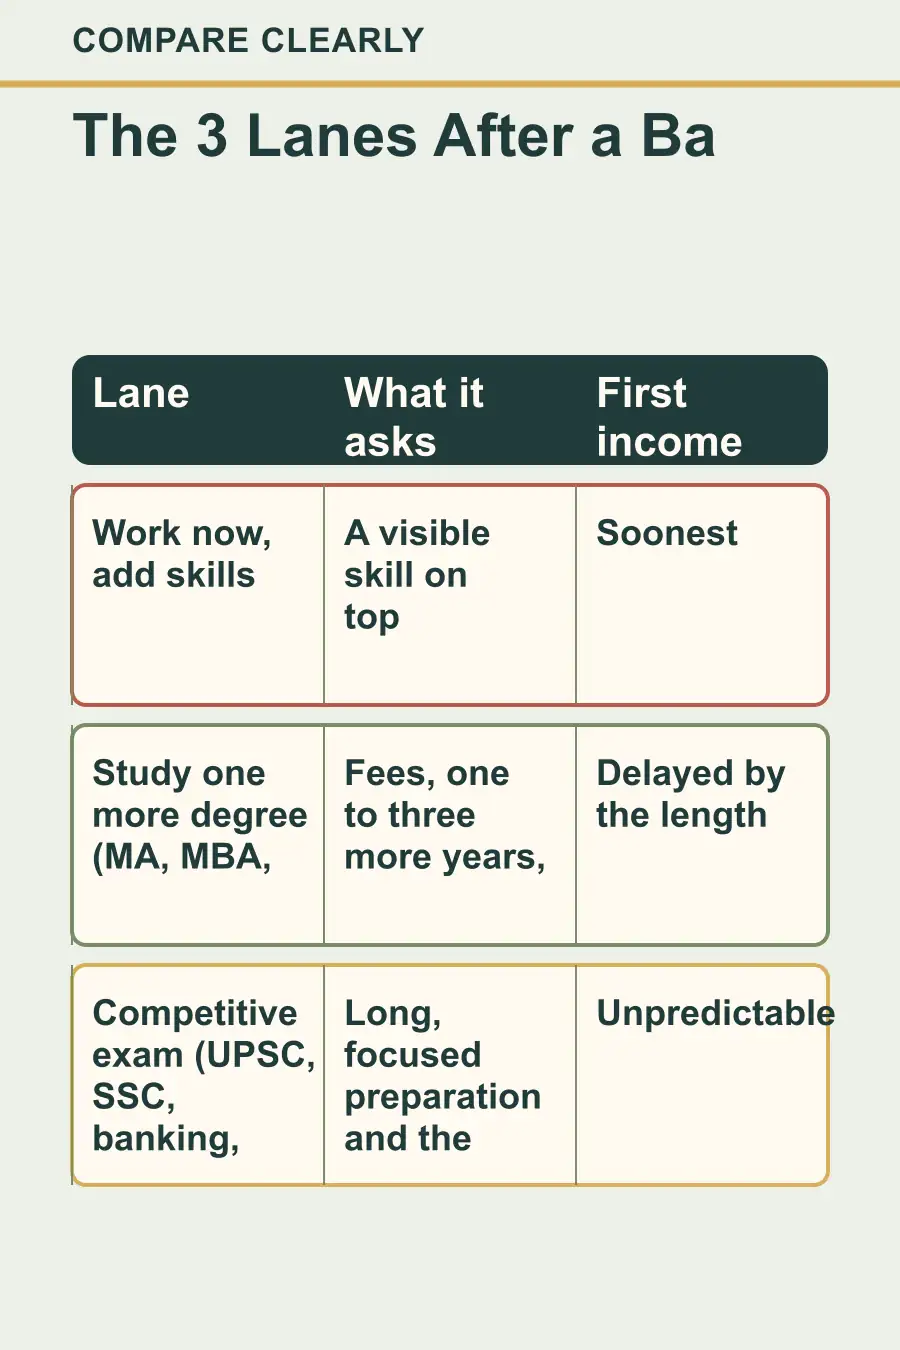 COMPARE CLEARLY
The 3 Lanes After a Ba
Lane
What it
asks
First
income
Work now,
add skills
A visible
skill on
top
Soonest
Study one
more degree
(MA, MBA,
Fees, one
to three
more years,
Delayed by
the length
Competitive
exam (UPSC,
SSC,
banking,
Long,
focused
preparation
and the
Unpredictable